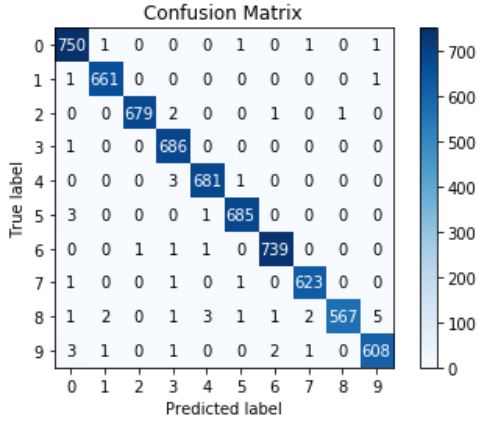 Confusion Matrix
True label
0 750 1 0 0 0 1 0 1 0 1
1 1 661 0 0 0 0 0 0 0 1
2 0 0 679 2 0 0 1 0 1 0
3 1 0 0 686 0 0 0 0 0 0
4 0 0 0 3 681 1 0 0 0 0
5 3 0 0 0 1 685 0 0 0 0
6 0 0 1 1 1 0 739 0 0 0
7 1 0 0 1 0 1 0 623 0 0
8 1 2 0 1 3 1 1 2 567 5
9 3 1 0 1 0 0 2 1 0 608
0 1 2 3 4 5 6 7 8 9
Predicted label
700
600
500
400
300
200
100
0